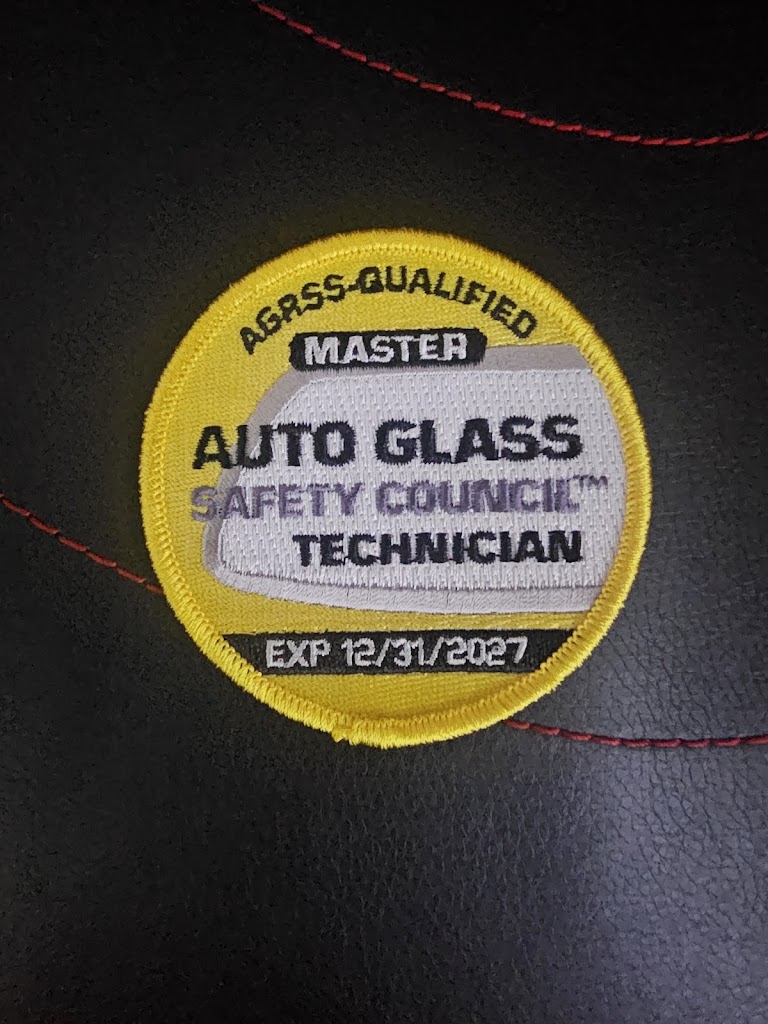 AGRSS-QUALIFIED
MASTER
AUTO GLASS
SAFETY COUNCIL™
TECHNICIAN
EXP 12/31/2027